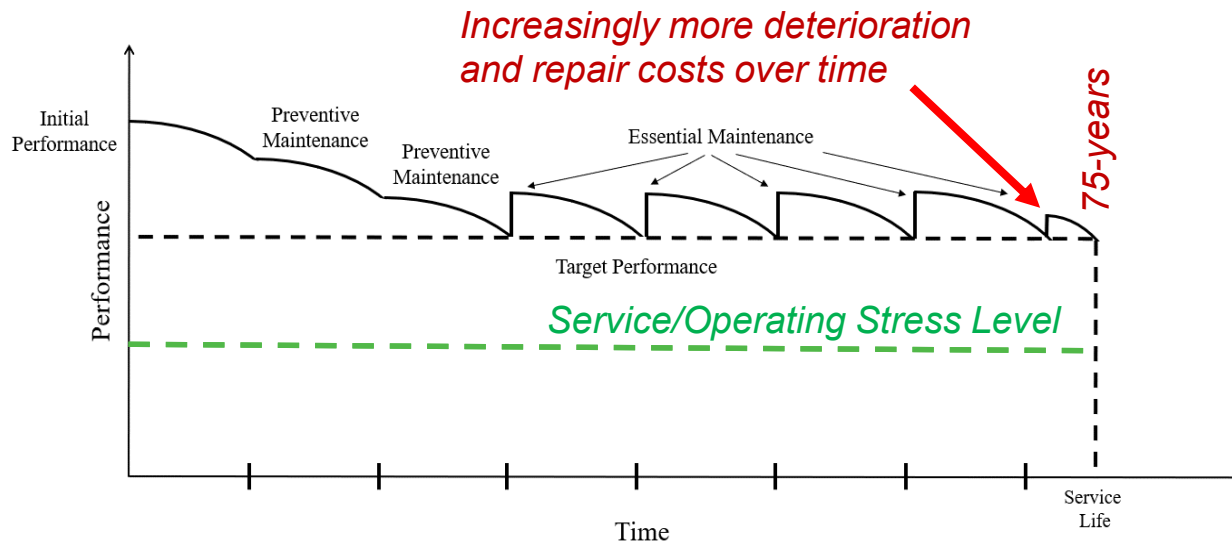 Increasingly more deterioration
and repair costs over time
75-years
Initial
Performance
Preventive
Maintenance
Preventive
Maintenance
Essential Maintenance
Target Performance
Performance
Service/Operating Stress Level
Service
Life
Time